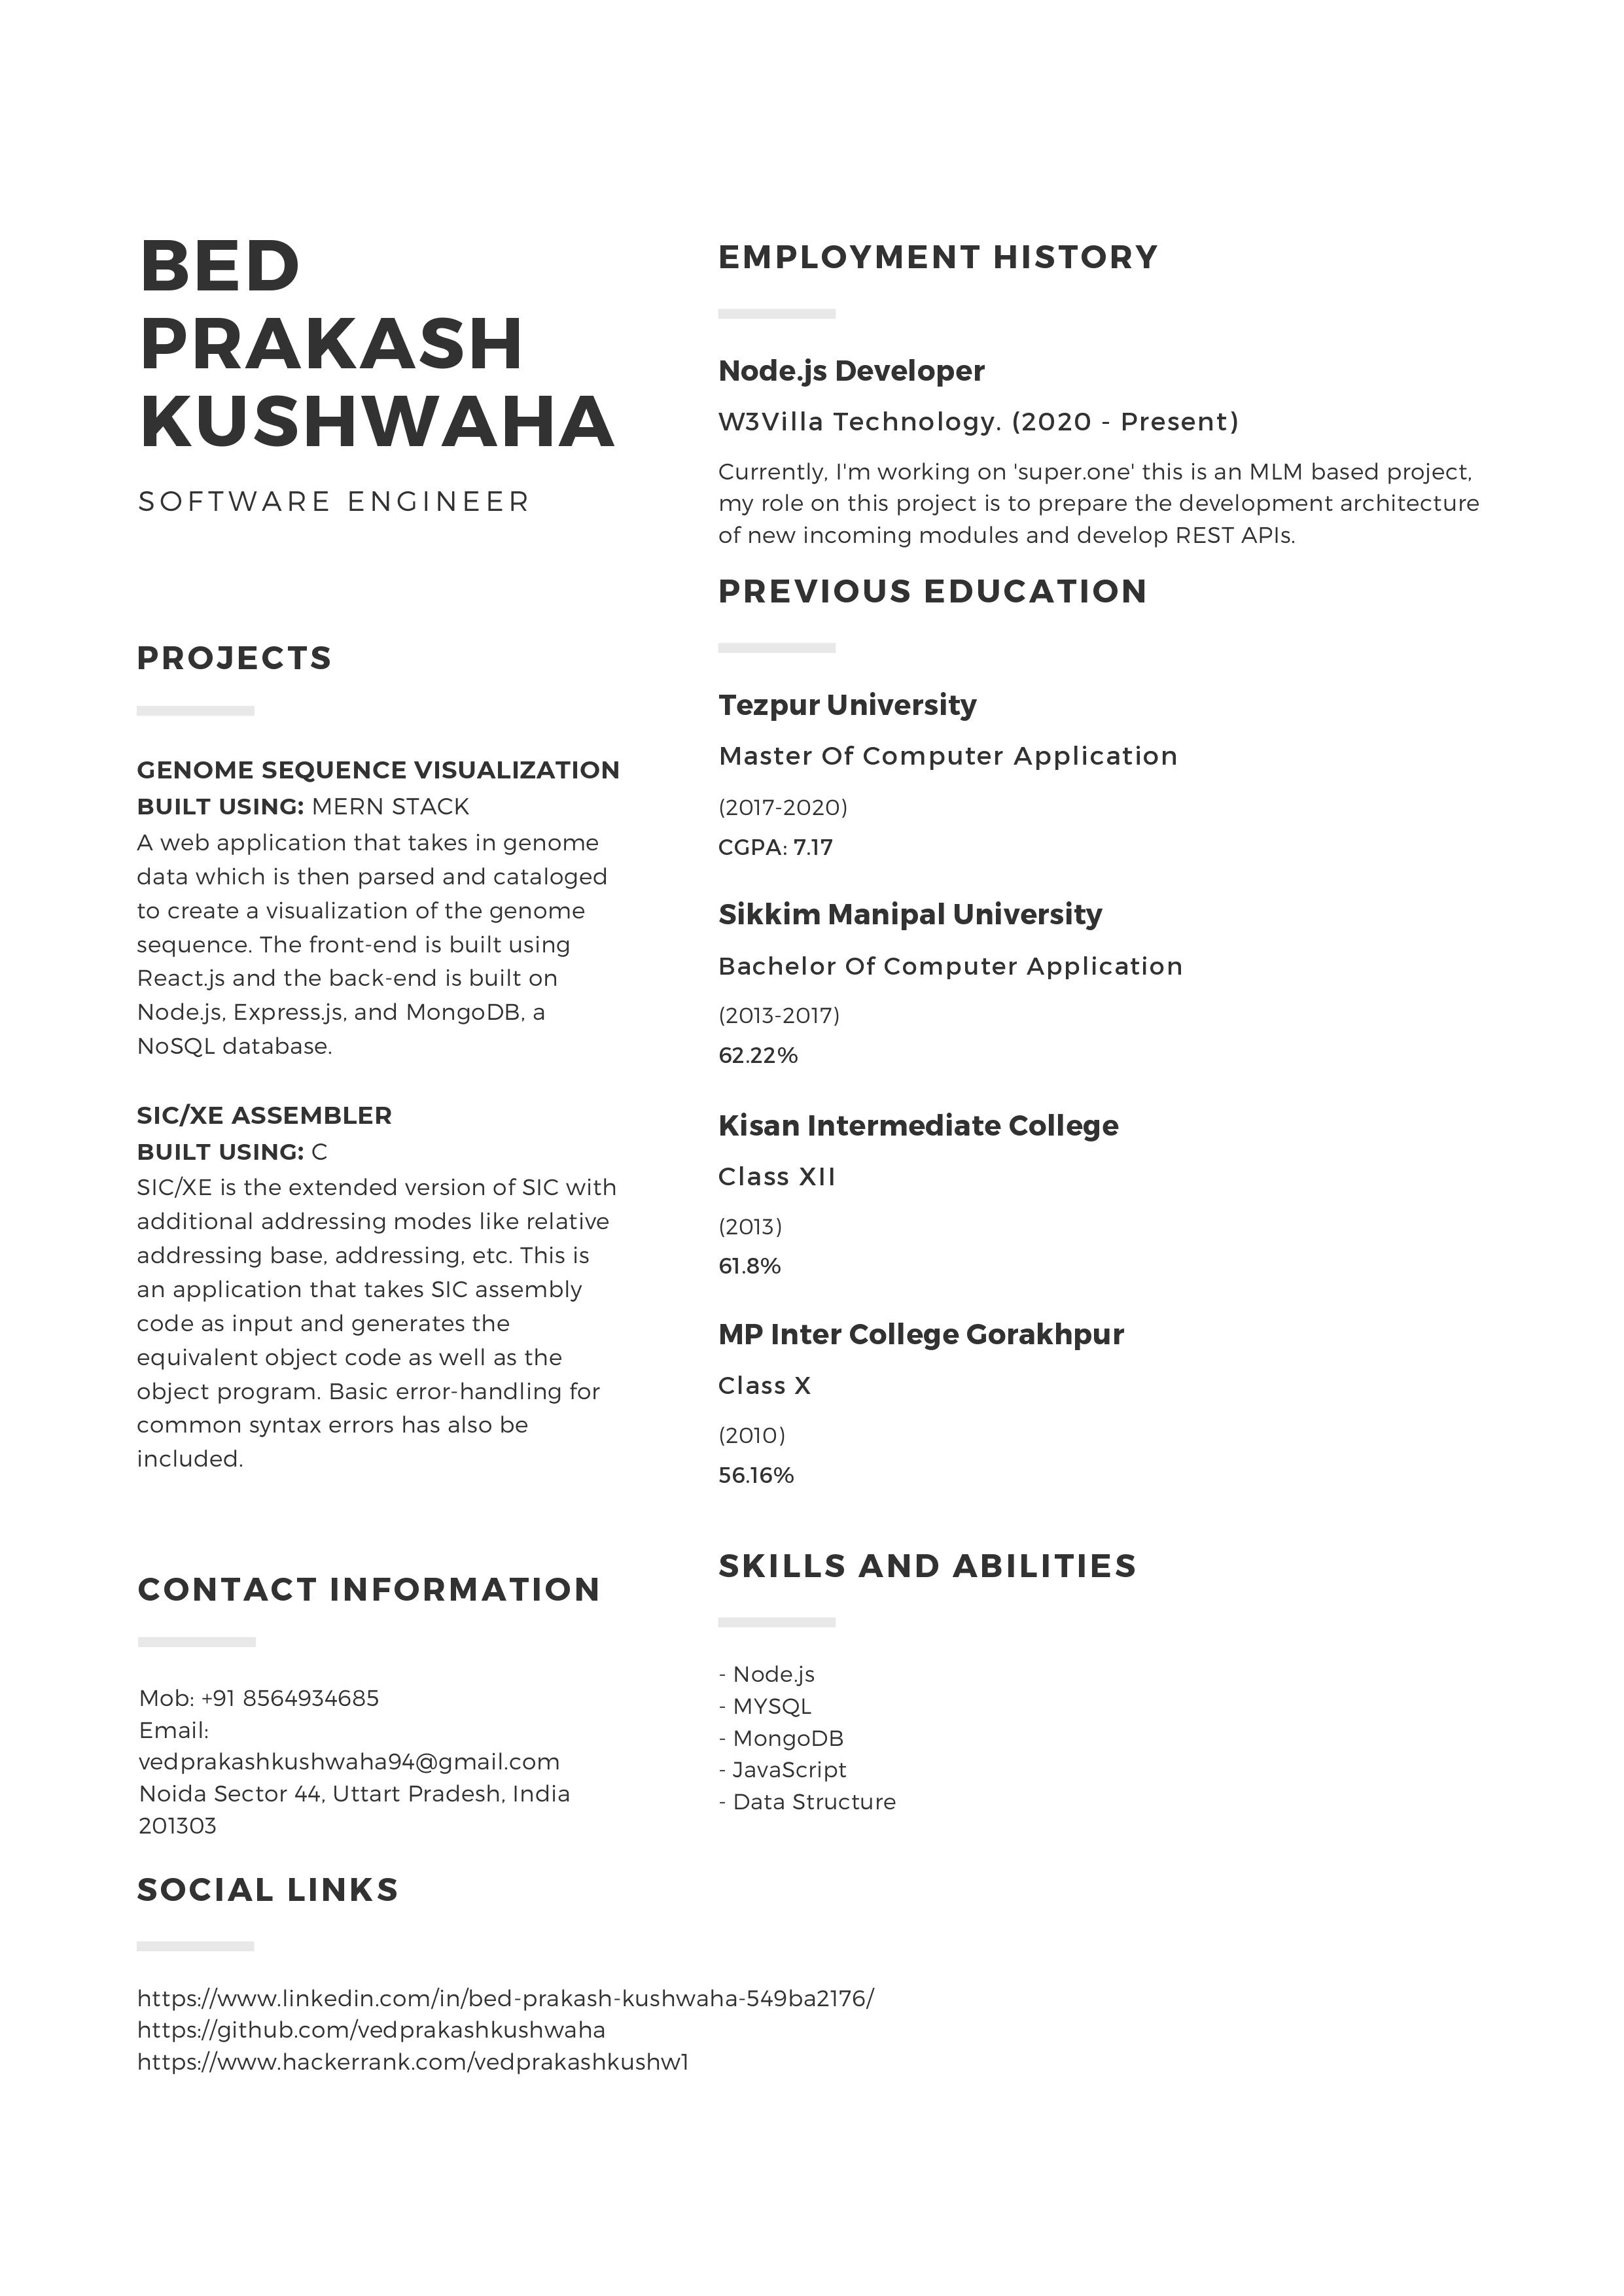 BED
PRAKASH
KUSHWAHA
SOFTWARE ENGINEER
PROJECTS
GENOME SEQUENCE VISUALIZATION
BUILT USING: MERN STACK
A web application that takes in genome
data which is then parsed and cataloged
to create a visualization of the genome
sequence. The front-end is built using
React.js and the back-end is built on
Node.js, Express.js, and MongoDB, a
NoSQL database.
SIC/XE ASSEMBLER
BUILT USING: C
SIC/XE is the extended version of SIC with
additional addressing modes like relative
addressing base, addressing, etc. This is
an application that takes SIC assembly
code as input and generates the
equivalent object code as well as the
object program. Basic error-handling for
common syntax errors has also be
included.
CONTACT INFORMATION
Mob: +91 8564934685
Email:
vedprakashkushwaha94@gmail.com
Noida Sector 44, Uttart Pradesh, India
201303
SOCIAL LINKS
https://www.linkedin.com/in/bed-prakash-kushwaha-549ba2176/
https://github.com/vedprakashkushwaha
https://www.hackerrank.com/vedprakashkushw1
EMPLOYMENT HISTORY
Node.js Developer
W3Villa Technology. (2020 - Present)
Currently, I'm working on 'super.one' this is an MLM based project,
my role on this project is to prepare the development architecture
of new incoming modules and develop REST APIs.
PREVIOUS EDUCATION
Tezpur University
Master Of Computer Application
(2017-2020)
CGPA: 7.17
Sikkim Manipal University
Bachelor Of Computer Application
(2013-2017)
62.22%
Kisan Intermediate College
Class XII
(2013)
61.8%
MP Inter College Gorakhpur
Class X
(2010)
56.16%
SKILLS AND ABILITIES
- Node.js
- MYSQL
- MongoDB
- JavaScript
- Data Structure